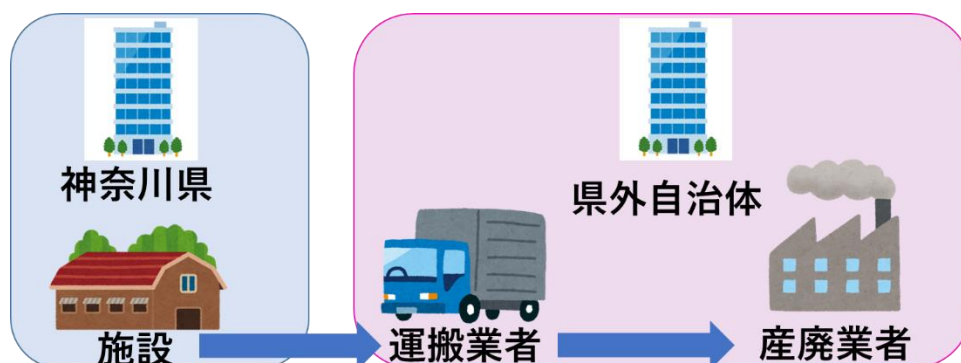 神奈川県
施設
県外自治体
運搬業者
産廃業者